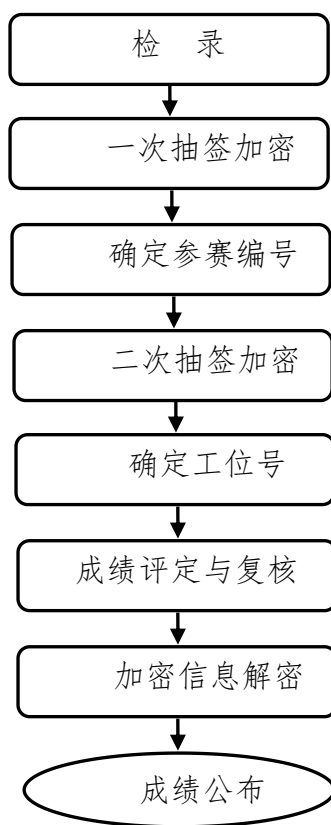 检 录
一次抽签加密
确定参赛编号
二次抽签加密
确定工位号
成绩评定与复核
加密信息解密
成绩公布